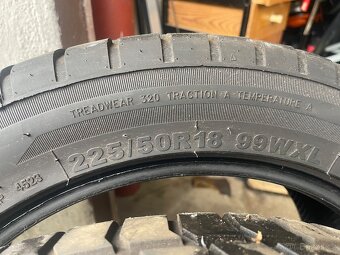 TREADWEAR 320 TRACTION A TEMPERATURE A
225/50R18 99WXL
4523